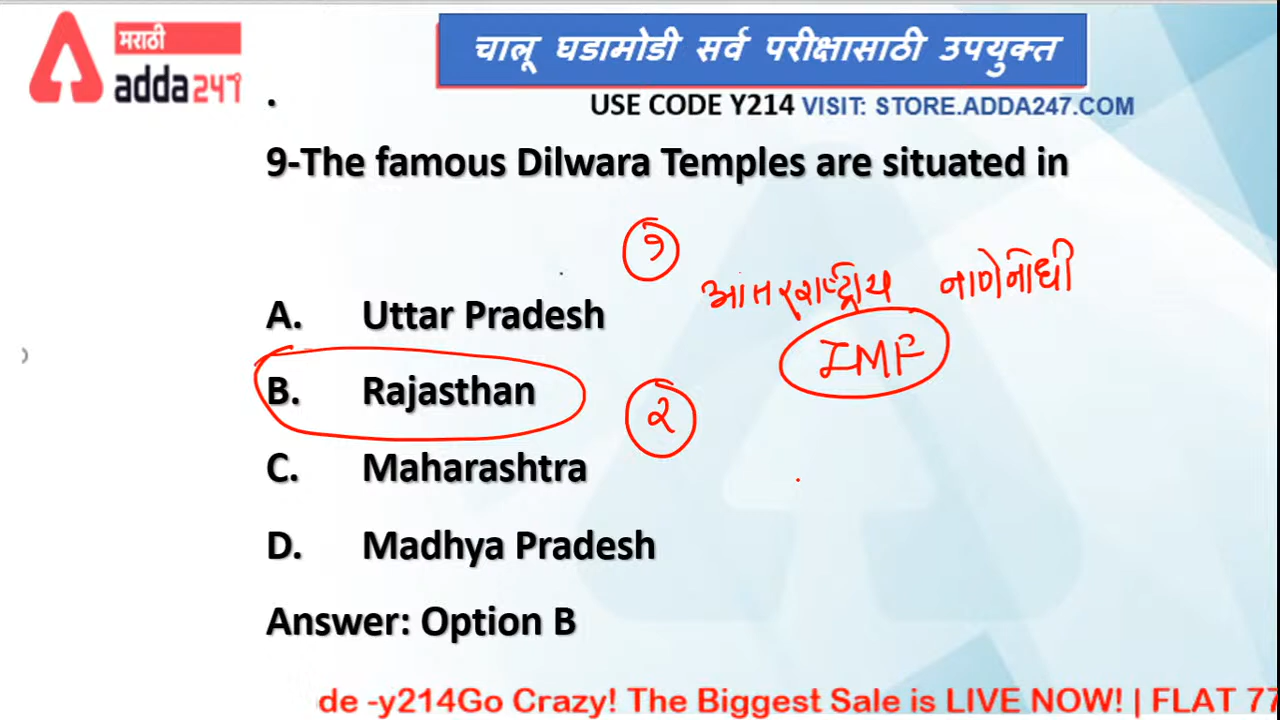 मराठी
adda247
चालू घडामोडी सर्व परीक्षासाठी उपयुक्त
.
USE CODE Y214 VISIT: STORE.ADDA247.COM
9-The famous Dilwara Temples are situated in
१
आंतरराष्ट्रीय नाणेनिधी
A. Uttar Pradesh
IMF
B. Rajasthan
२
C. Maharashtra
D. Madhya Pradesh
Answer: Option B
de -y214Go Crazy! The Biggest Sale is LIVE NOW! | FLAT 77